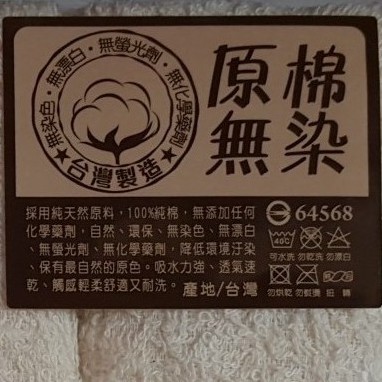 無染色・無漂白・無螢光劑・無化學藥劑
★台灣製造★
原棉
無染
採用純天然原料，100%純棉，無添加任何
化學藥劑，自然、環保、無染色、無漂白
、無螢光劑、無化學藥劑，降低環境汙染
、保有最自然的原色。吸水力強、透氣速
乾、觸感輕柔舒適又耐洗。產地/台灣
64568
40℃
可水洗 勿乾洗 勿漂白
勿烘乾 勿熨燙 扭轉